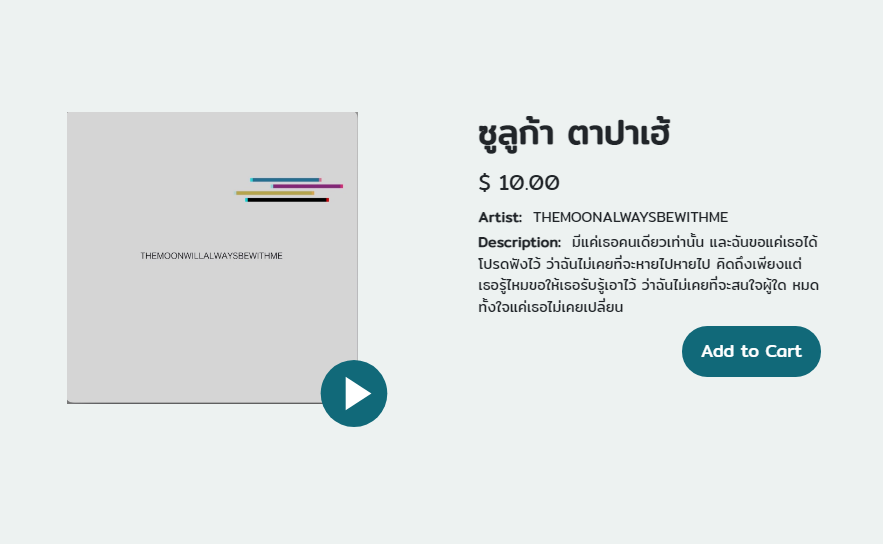 THEMOONWILLALWAYSBEWITHME
ซูลูก้า ตาปาเฮ้
$ 10.00
Artist: THEMOONALWAYSBEWITHME
Description: มีแค่เธอคนเดียวเท่านั้น และฉันขอแค่เธอได้
โปรดฟังไว้ ว่าฉันไม่เคยที่จะหายไปหายไป คิดถึงเพียงแต่
เธอรู้ไหมขอให้เธอรับรู้เอาไว้ ว่าฉันไม่เคยที่จะสนใจผู้ใด หมด
ทั้งใจแค่เธอไม่เคยเปลี่ยน
Add to Cart